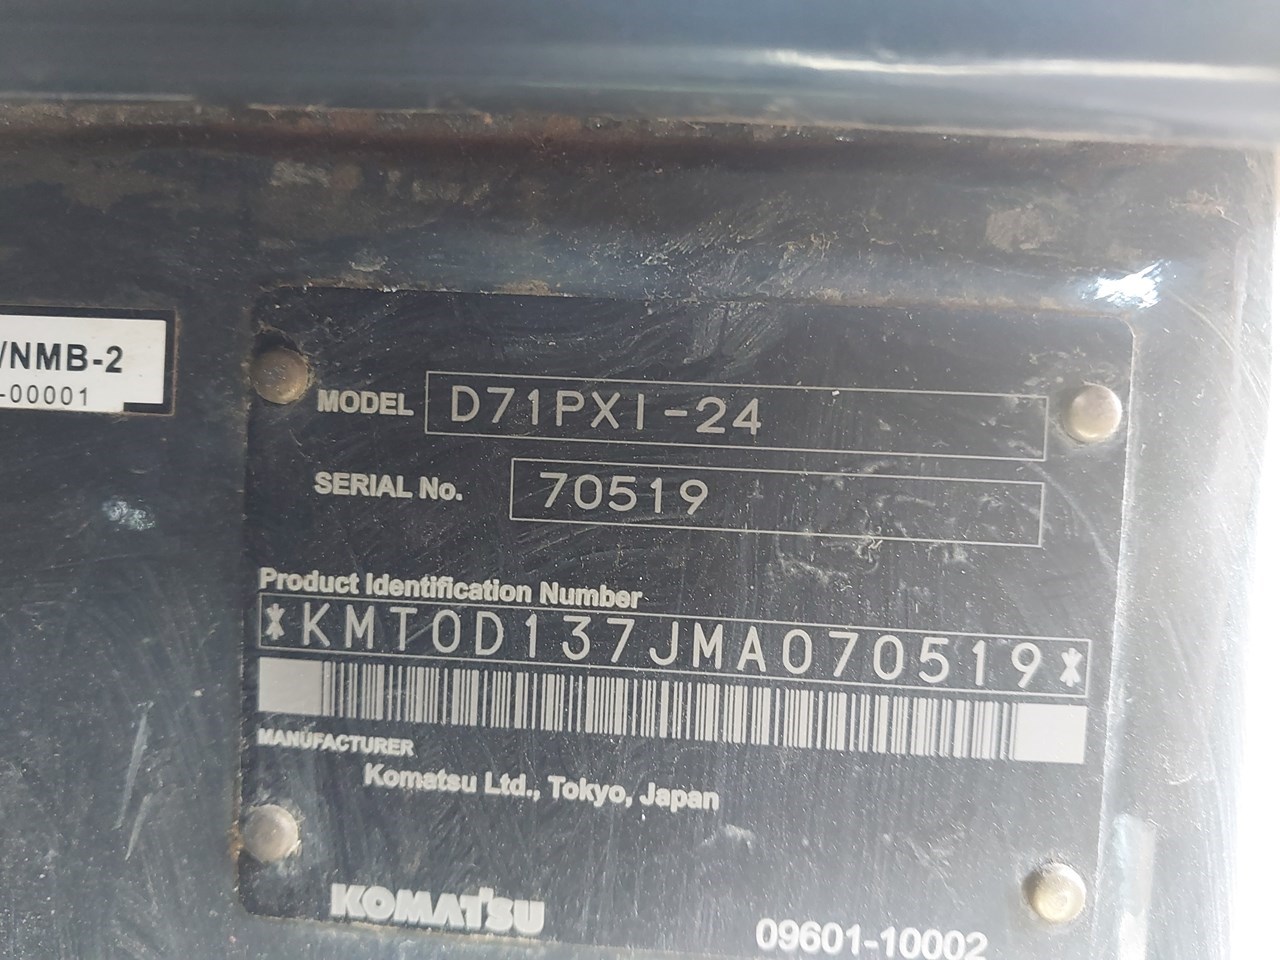 /NMB-2
-00001
MODEL D71PXI-24
SERIAL No. 70519
Product Identification Number
*KMT0D137JMA070519*
MANUFACTURER
Komatsu Ltd., Tokyo, Japan
KOMATSU
09601-10002